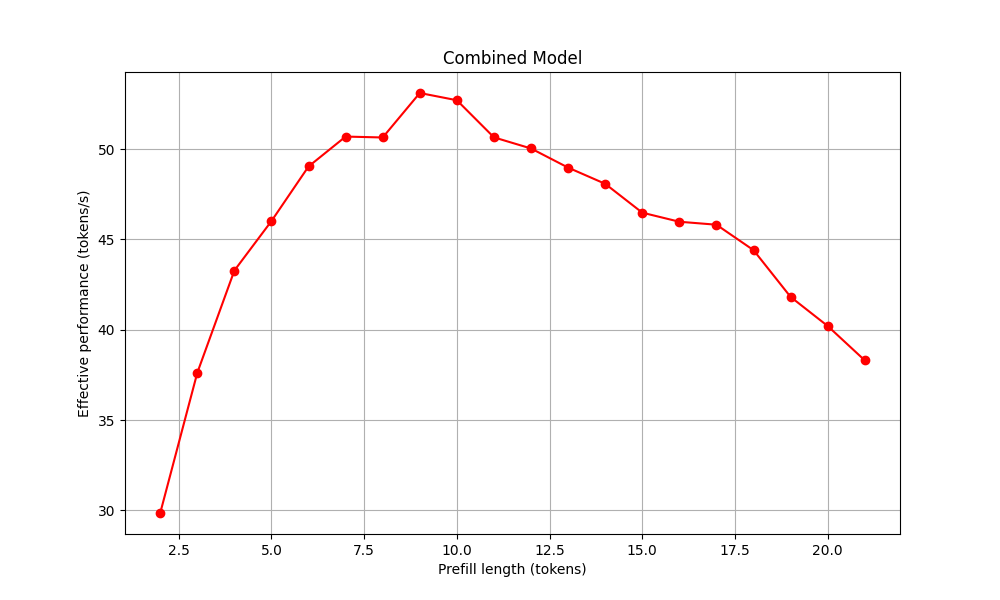 Combined Model
Effective performance (tokens/s)
50
45
40
35
30
2.5 5.0 7.5 10.0 12.5 15.0 17.5 20.0
Prefill length (tokens)